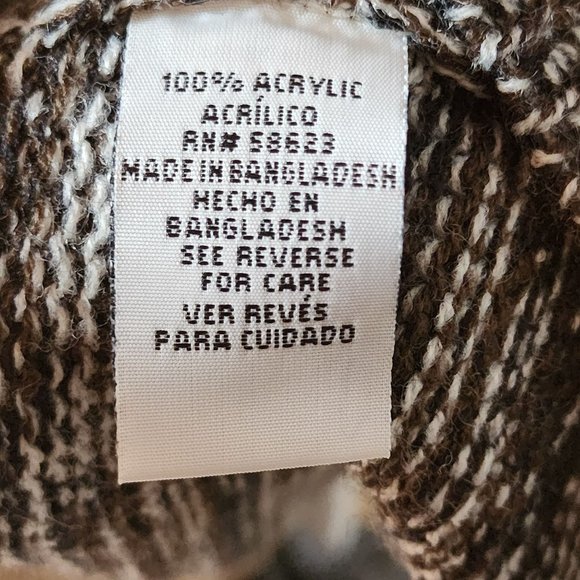 100% ACRYLIC
ACRÍLICO
RN# 58623
MADE IN BANGLADESH
HECHO EN
BANGLADESH
SEE REVERSE
FOR CARE
VER REVÉS
PARA CUIDADO